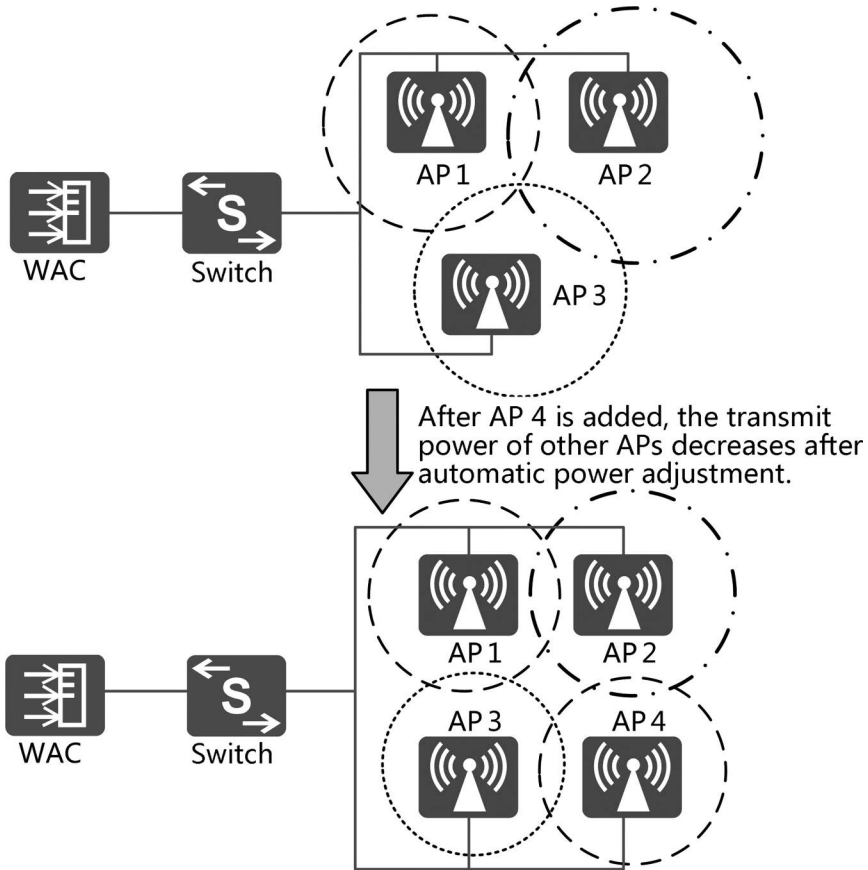 AP 1
AP 2
WAC
S
Switch
AP 3
After AP 4 is added, the transmit
power of other APs decreases after
automatic power adjustment.
AP 1
AP 2
WAC
S
Switch
AP 3
AP 4